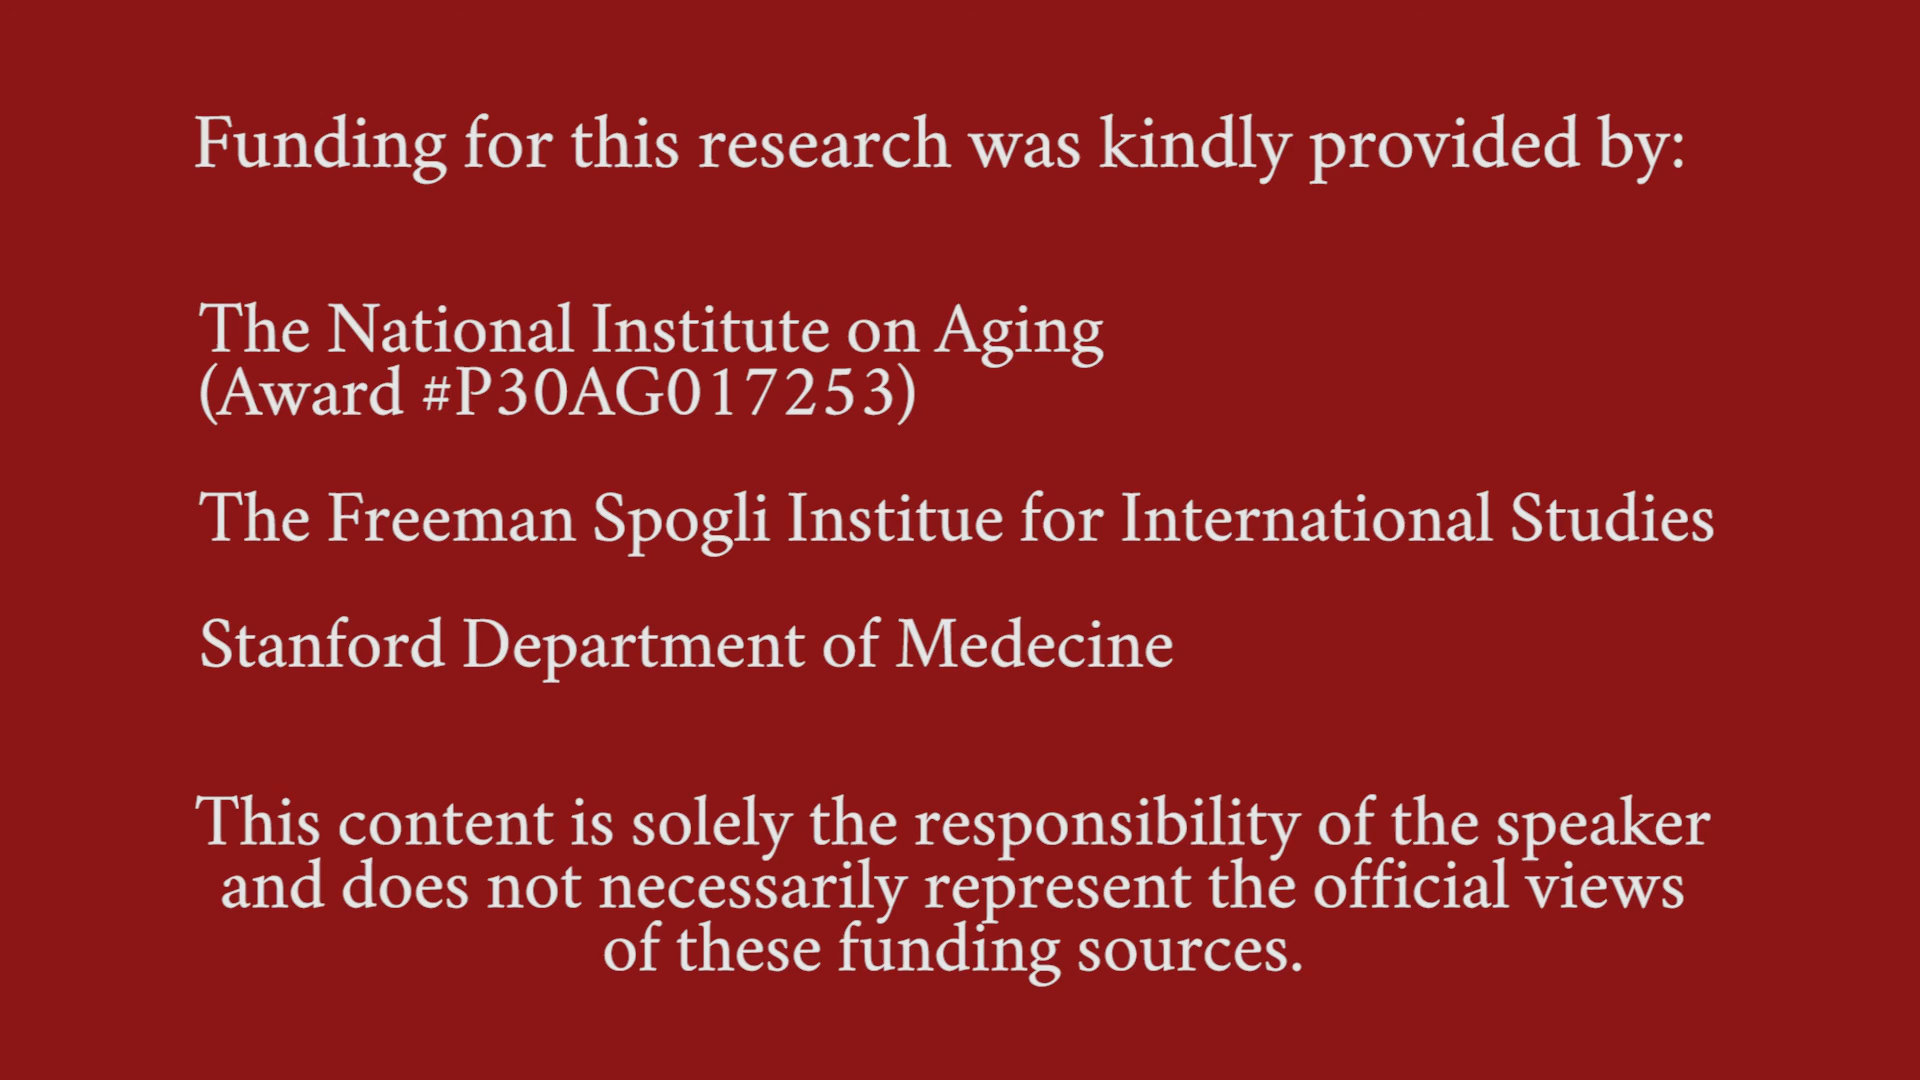 Funding for this research was kindly provided by:
The National Institute on Aging
(Award #P30AG017253)
The Freeman Spogli Institue for International Studies
Stanford Department of Medecine
This content is solely the responsibility of the speaker
and does not necessarily represent the official views
of these funding sources.